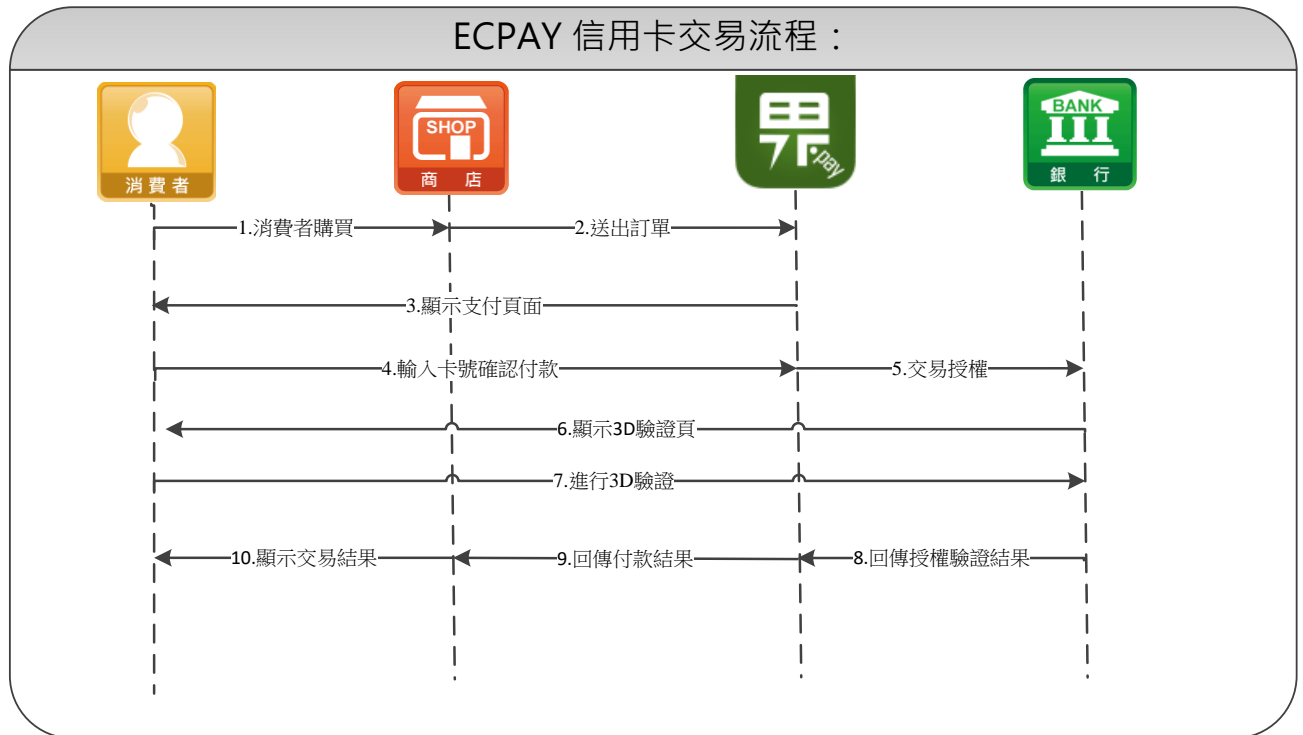 ECPAY 信用卡交易流程：
消費者
SHOP
商 店
.pay
BANK
銀 行
1.消費者購買
2.送出訂單
3.顯示支付頁面
4.輸入卡號確認付款
5.交易授權
6.顯示3D驗證頁
7.進行3D驗證
10.顯示交易結果
9.回傳付款結果
8.回傳授權驗證結果